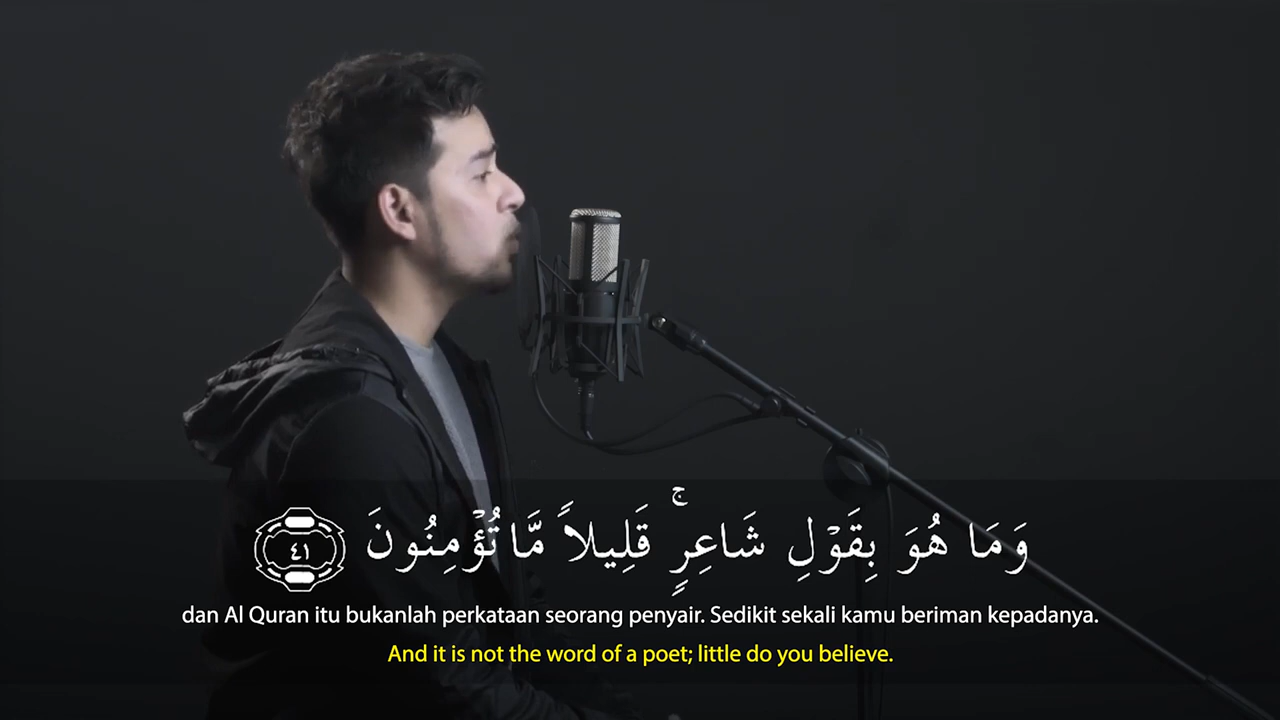 وَمَا هُوَ بِقَوْلِ شَاعِرٍ ۚ قَلِيلاً مَّا تُؤْمِنُونَ ٤١
dan Al Quran itu bukanlah perkataan seorang penyair. Sedikit sekali kamu beriman kepadanya.
And it is not the word of a poet; little do you believe.